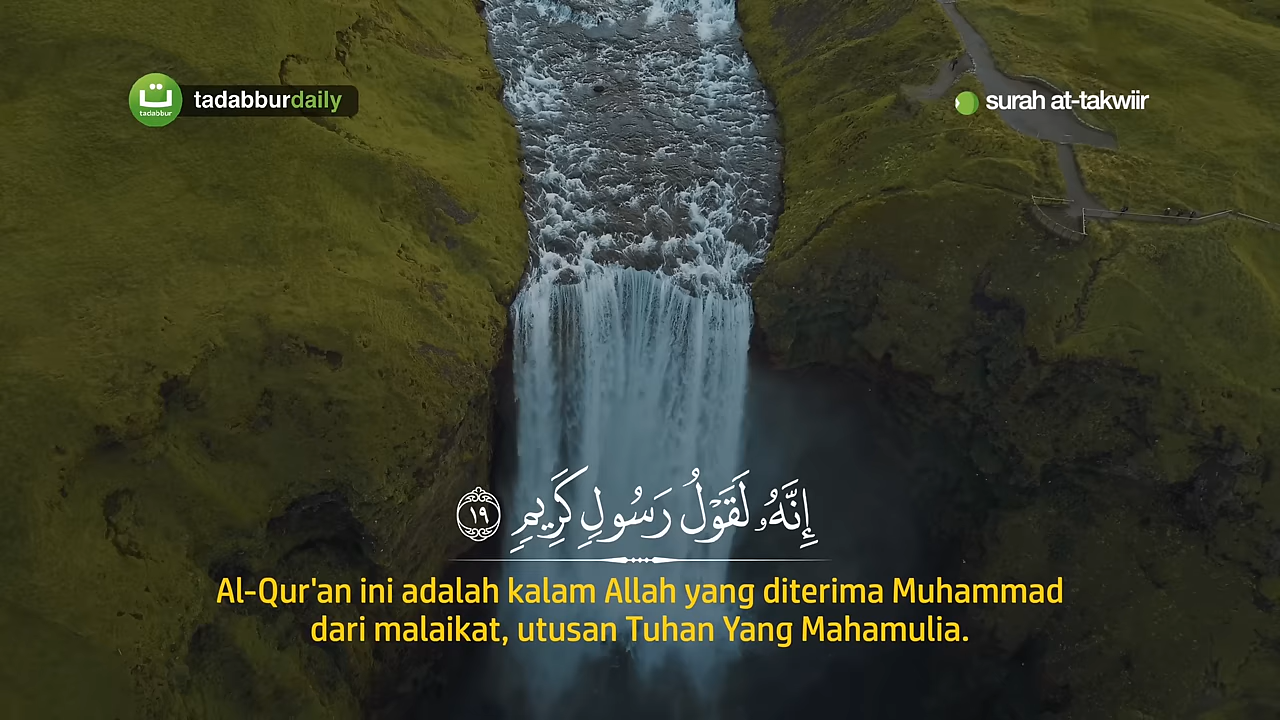 ت
tadabbur
tadabburdaily
surah at-takwiir
إِنَّهُۥ لَقَوْلُ رَسُولٍ كَرِيمٍ ١٩
Al-Qur'an ini adalah kalam Allah yang diterima Muhammad
dari malaikat, utusan Tuhan Yang Mahamulia.